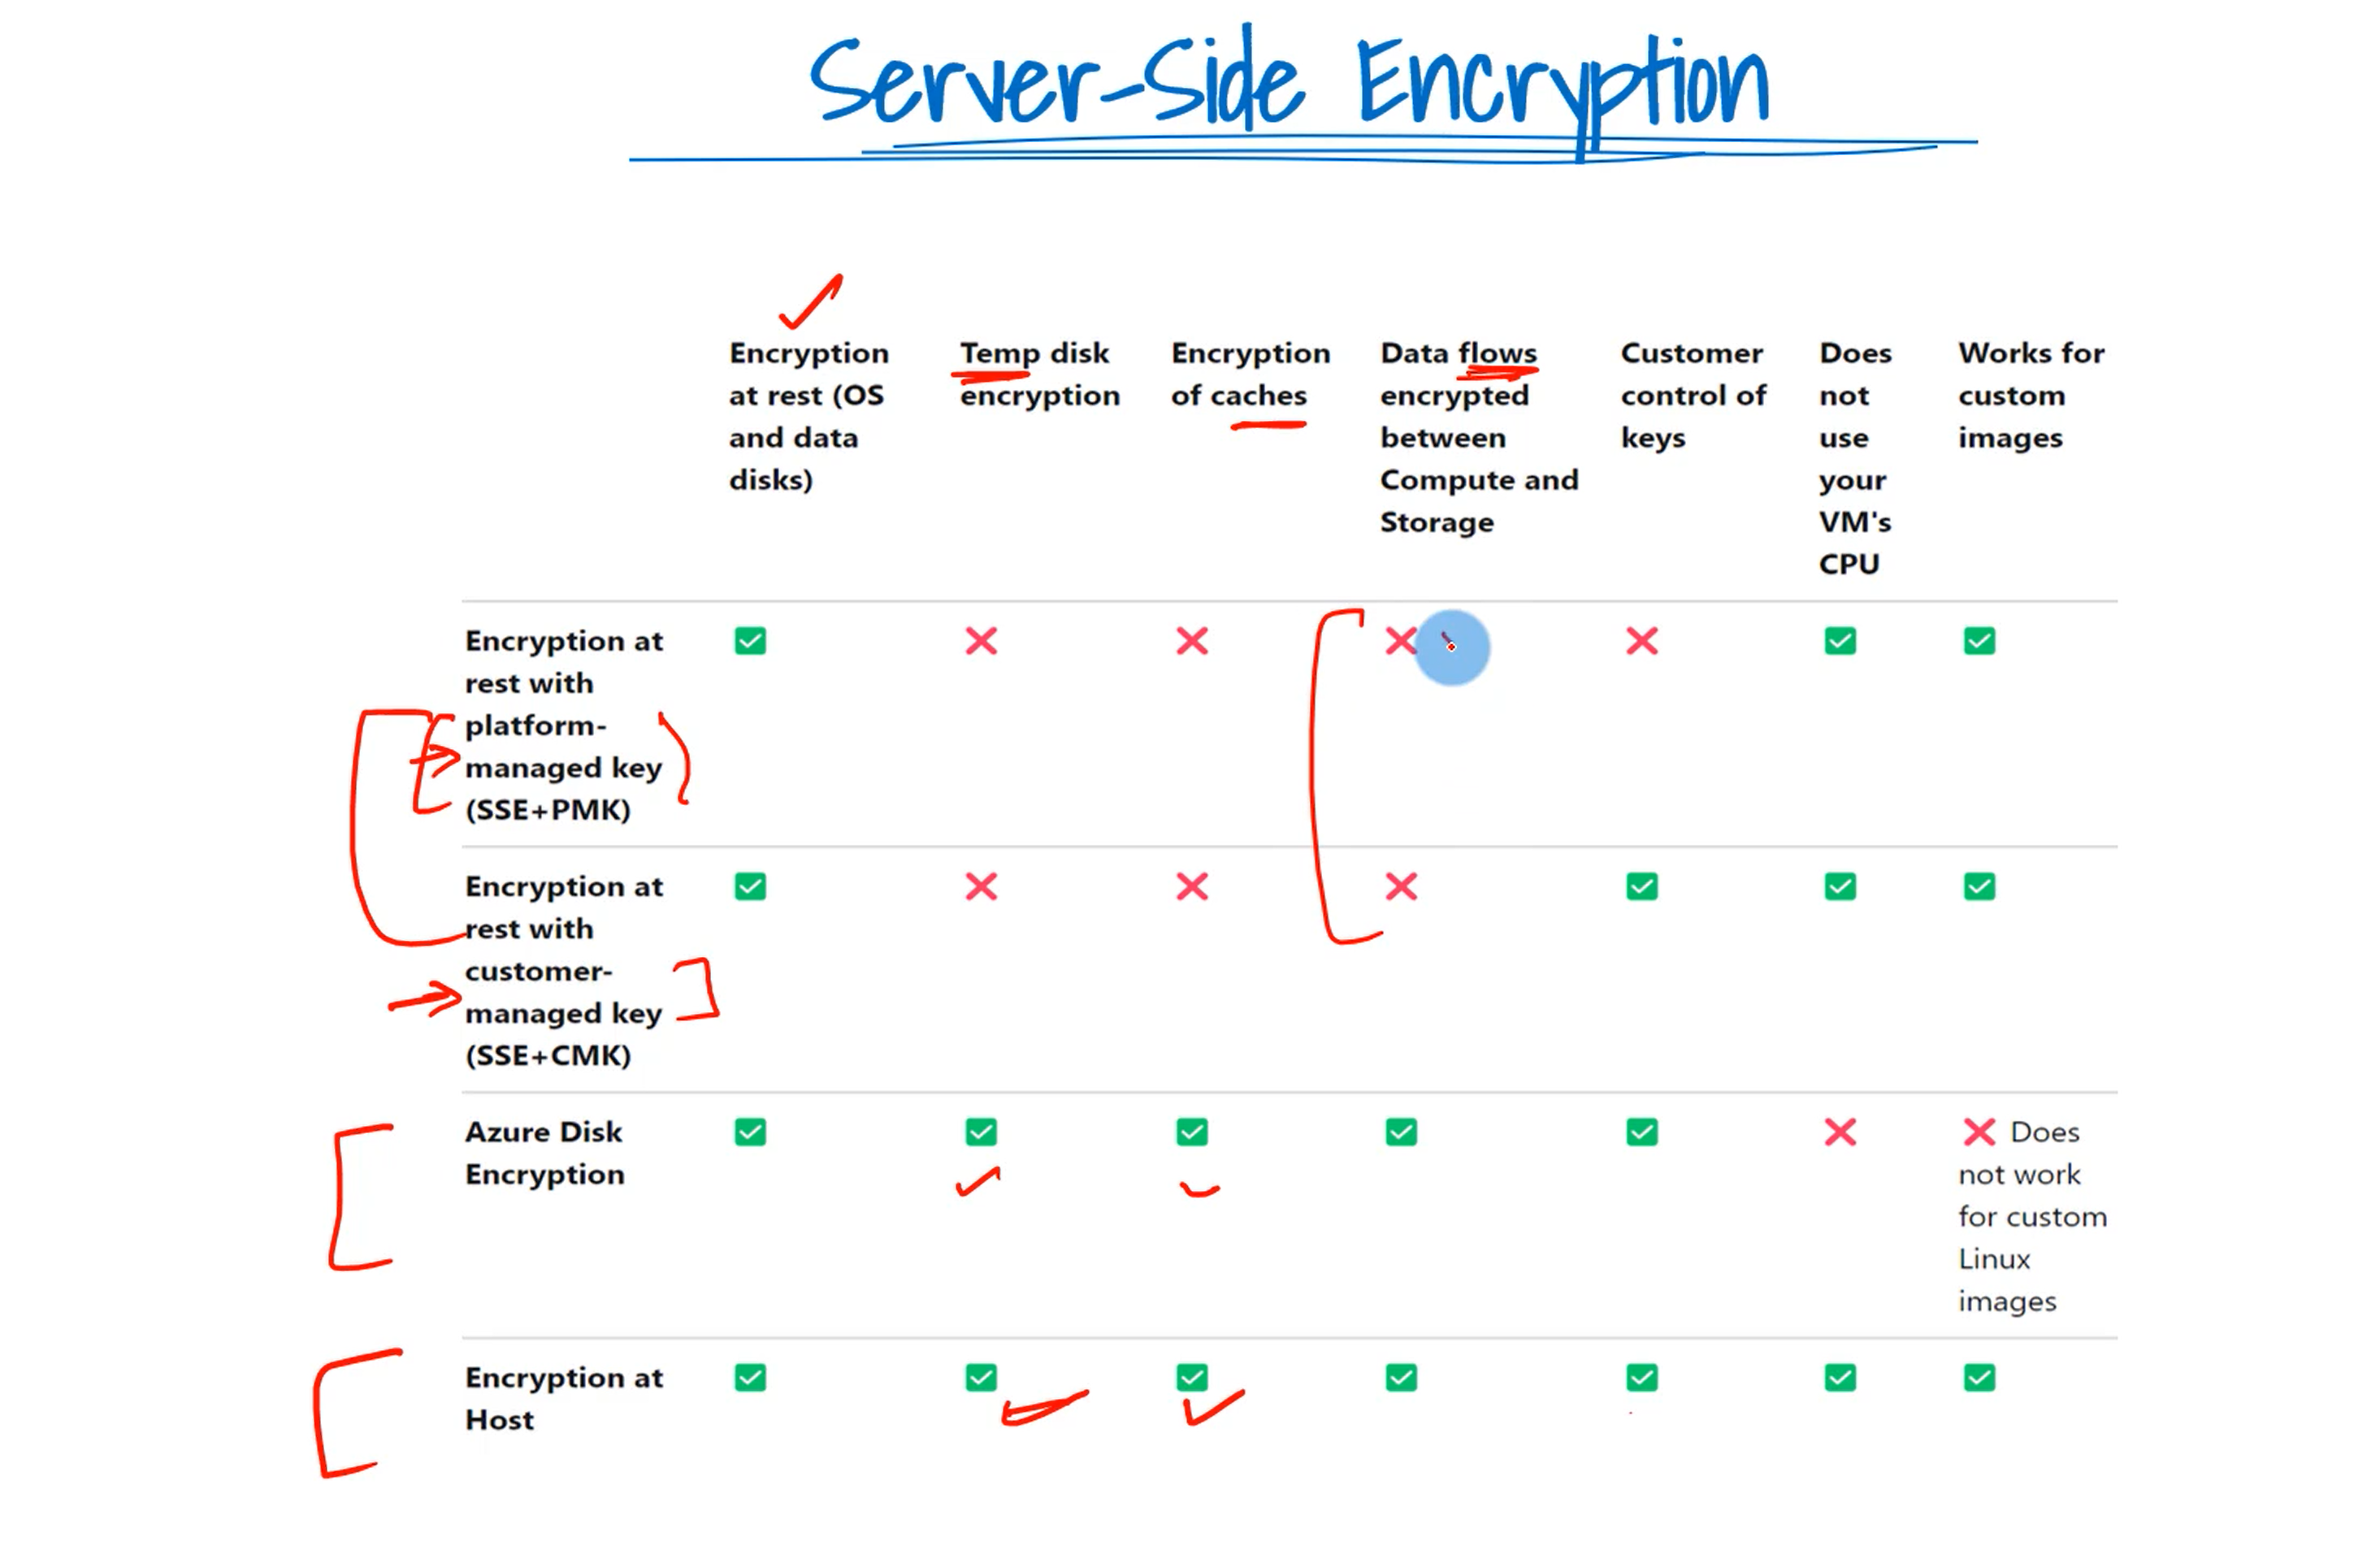 Server-Side Encryption
Encryption
at rest (OS
and data
disks)
Temp disk
encryption
Encryption
of caches
Data flows
encrypted
between
Compute and
Storage
Customer
control of
keys
Does
not
use
your
VM's
CPU
Works for
custom
images
Encryption at
rest with
platform-
managed key
(SSE+PMK)
Encryption at
rest with
customer-
managed key
(SSE+CMK)
Azure Disk
Encryption
Does
not work
for custom
Linux
images
Encryption at
Host